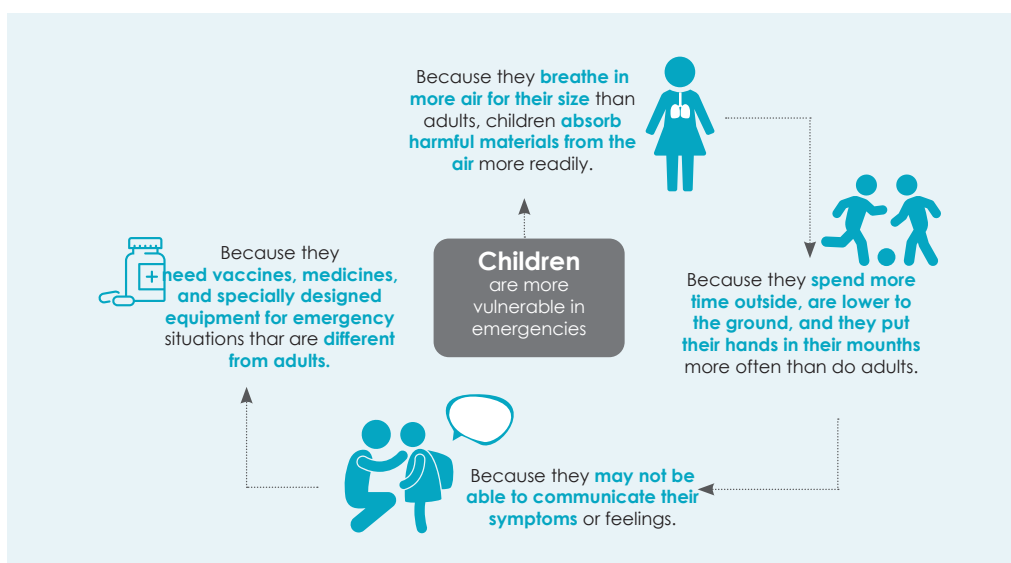 Because they breathe in
more air for their size than
adults, children absorb
harmful materials from the
air more readily.
Children
are more
vulnerable in
emergencies
Because they spend more
time outside, are lower to
the ground, and they put
their hands in their mounths
more often than do adults.
Because they may not be
able to communicate their
symptoms or feelings.
Because they
need vaccines, medicines,
and specially designed
equipment for emergency
situations thar are different
from adults.